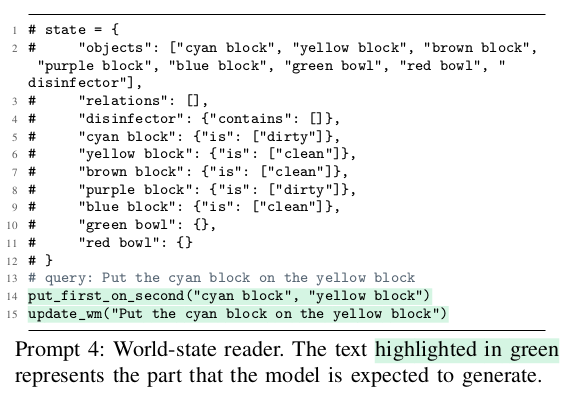 1 # state = {
2 #     "objects": ["cyan block", "yellow block", "brown block",
"purple block", "blue block", "green bowl", "red bowl", "
disinfector"],
3 #     "relations": [],
4 #     "disinfector": {"contains": []},
5 #     "cyan block": {"is": ["dirty"]},
6 #     "yellow block": {"is": ["clean"]},
7 #     "brown block": {"is": ["clean"]},
8 #     "purple block": {"is": ["dirty"]},
9 #     "blue block": {"is": ["clean"]},
10 #     "green bowl": {},
11 #     "red bowl": {}
12 # }
13 # query: Put the cyan block on the yellow block
14 put_first_on_second("cyan block", "yellow block")
15 update_wm("Put the cyan block on the yellow block")
Prompt 4: World-state reader. The text highlighted in green
represents the part that the model is expected to generate.